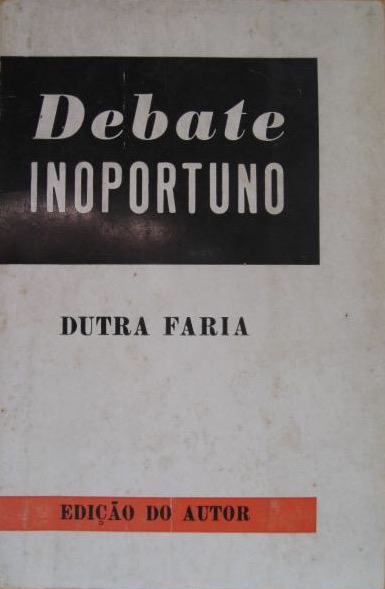 Debate
INOPORTUNO
DUTRA FARIA
EDIÇÃO DO AUTOR